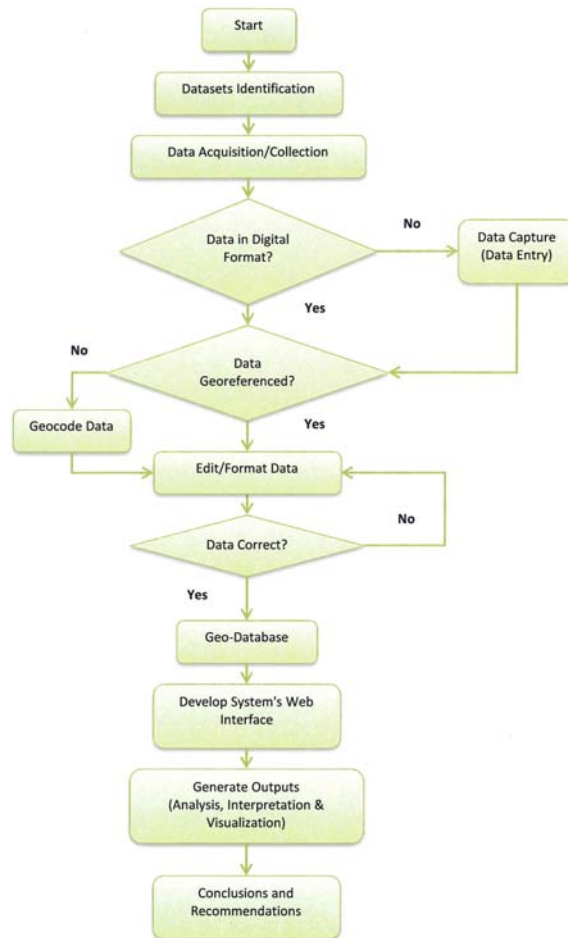 Start
Datasets Identification
Data Acquisition/Collection
Data in Digital
Format?
No
Data Capture
(Data Entry)
Yes
Data
Georeferenced?
No
Geocode Data
Yes
Edit/Format Data
Data Correct?
No
Yes
Geo-Database
Develop System's Web
Interface
Generate Outputs
(Analysis, Interpretation &
Visualization)
Conclusions and
Recommendations